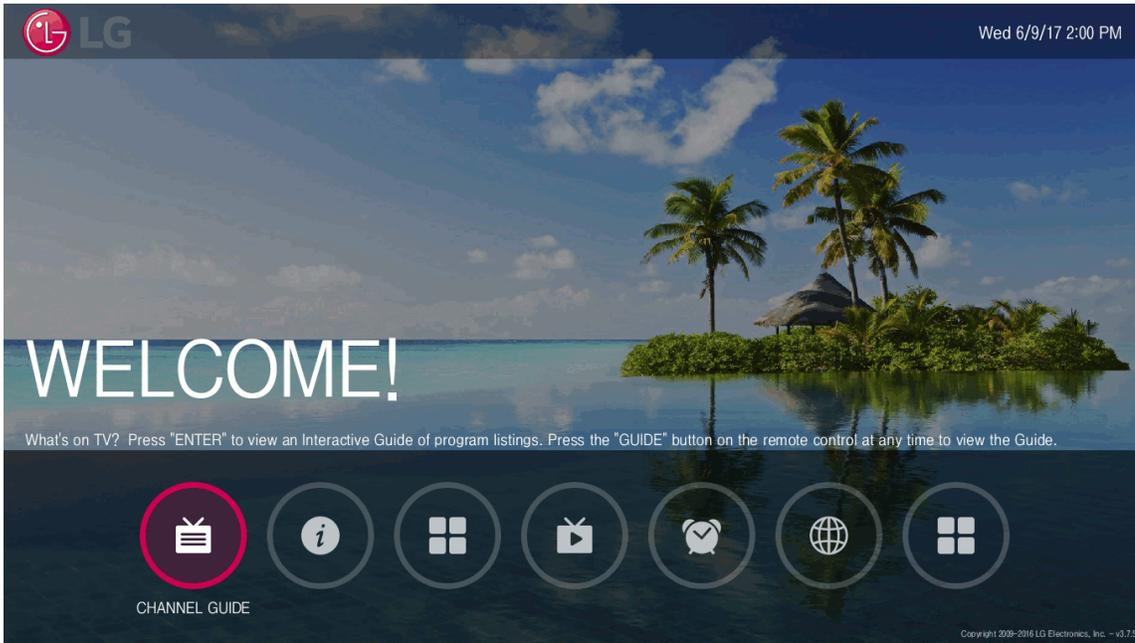 LG
Wed 6/9/17 2:00 PM
WELCOME!
What's on TV? Press "ENTER" to view an Interactive Guide of program listings. Press the "GUIDE" button on the remote control at any time to view the Guide.
CHANNEL GUIDE
Copyright 2009-2016 LG Electronics, Inc. - v3.7.